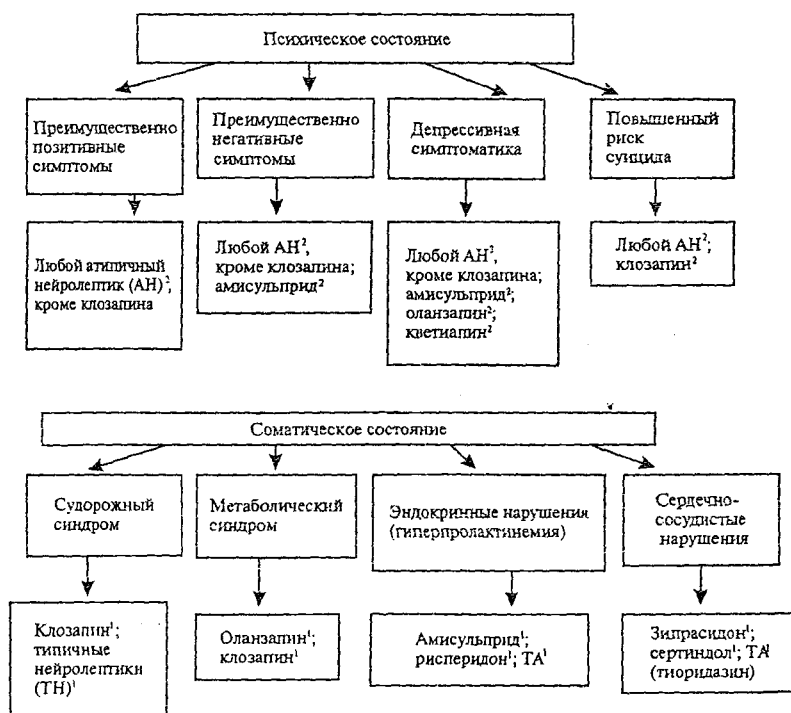 Психическое состояние
Преимущественно
позитивные
симптомы
Преимущественно
негативные
симптомы
Депрессивная
симптоматика
Повышенный
риск
суицида
Любой атипичный
нейролептик (АН)²,
кроме клозапина
Любой АН²,
кроме клозапина;
амисульприд²
Любой АН²,
кроме клозапина;
амисульприд²;
оланзапин²;
кветиапин²
Любой АН²;
клозапин²
Соматическое состояние
Судорожный
синдром
Метаболический
синдром
Эндокринные нарушения
(гиперпролактинемия)
Сердечно-
сосудистые
нарушения
Клозапин¹;
типичные
нейролептики
(ТН)¹
Оланзапин¹;
клозапин¹
Амисульприд¹;
рисперидон¹; ТА¹
Зипрасидон¹;
сертиндол¹; ТА¹
(тиоридазин)